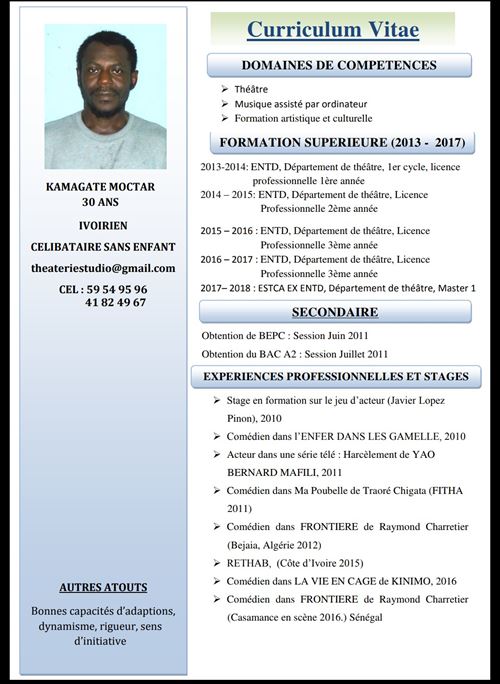 Curriculum Vitae
KAMAGATE MOCTAR
30 ANS
IVOIRIEN
CELIBATAIRE SANS ENFANT
theateriestudio@gmail.com
CEL : 59 54 95 96
41 82 49 67
AUTRES ATOUTS
Bonnes capacités d'adaptions,
dynamisme, rigueur, sens
d'initiative
DOMAINES DE COMPETENCES
➢ Théâtre
➢ Musique assisté par ordinateur
➢ Formation artistique et culturelle
FORMATION SUPERIEURE (2013 - 2017)
2013-2014: ENTD, Département de théâtre, 1er cycle, licence
professionnelle 1ère année
2014 – 2015: ENTD, Département de théâtre, Licence
Professionnelle 2ème année
2015 – 2016 : ENTD, Département de théâtre, Licence
Professionnelle 3ème année
2016 – 2017 : ENTD, Département de théâtre, Licence
Professionnelle 3ème année
2017– 2018 : ESTCA EX ENTD, Département de théâtre, Master 1
SECONDAIRE
Obtention de BEPC : Session Juin 2011
Obtention du BAC A2 : Session Juillet 2011
EXPERIENCES PROFESSIONNELLES ET STAGES
➢ Stage en formation sur le jeu d'acteur (Javier Lopez
Pinon), 2010
➢ Comédien dans l'ENFER DANS LES GAMELLE, 2010
➢ Acteur dans une série télé : Harcèlement de YAO
BERNARD MAFILI, 2011
➢ Comédien dans Ma Poubelle de Traoré Chigata (FITHA
2011)
➢ Comédien dans FRONTIERE de Raymond Charretier
(Bejaia, Algérie 2012)
➢ RETHAB, (Côte d'Ivoire 2015)
➢ Comédien dans LA VIE EN CAGE de KINIMO, 2016
➢ Comédien dans FRONTIERE de Raymond Charretier
(Casamance en scène 2016.) Sénégal